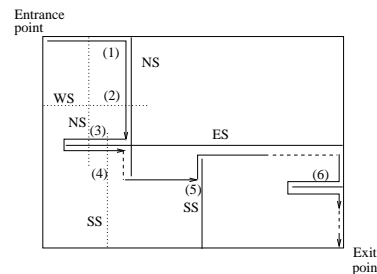 Entrance
point
(1)
NS
WS
(2)
NS
(3)
ES
(4)
(5)
(6)
SS
SS
Exit
poin